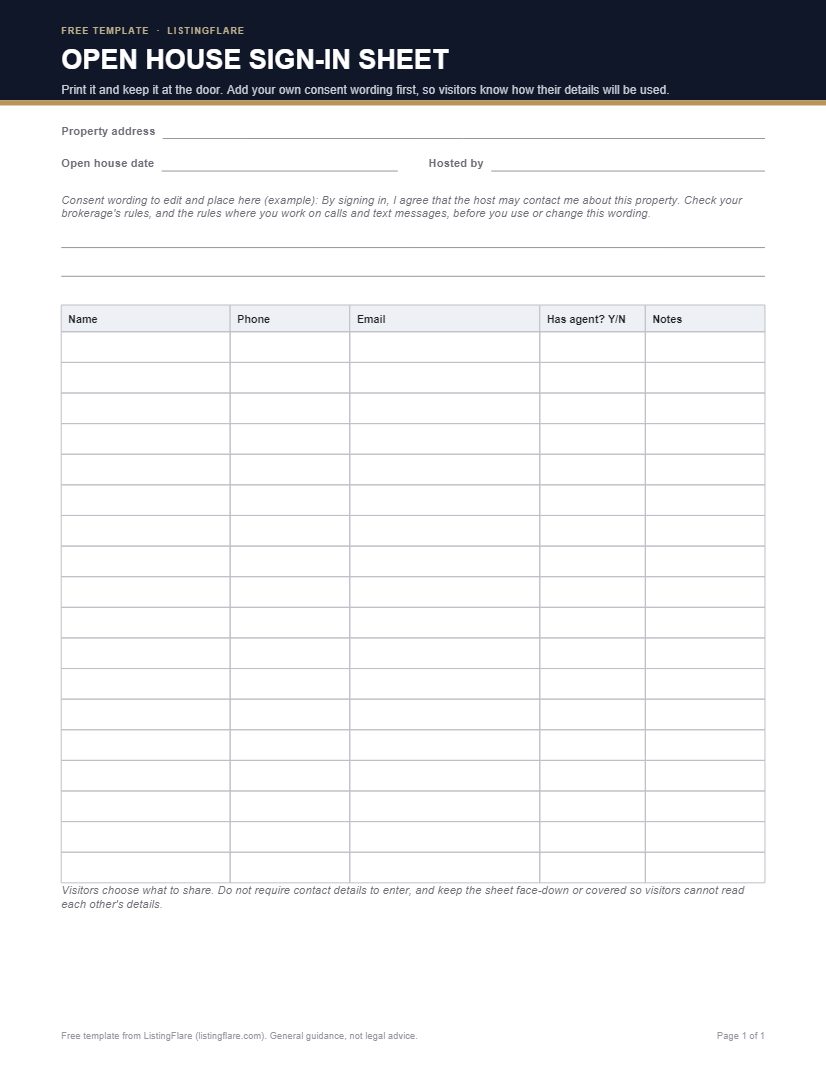 FREE TEMPLATE · LISTINGFLARE
OPEN HOUSE SIGN-IN SHEET
Print it and keep it at the door. Add your own consent wording first, so visitors know how their details will be used.
Property address
Open house date Hosted by
Consent wording to edit and place here (example): By signing in, I agree that the host may contact me about this property. Check your
brokerage's rules, and the rules where you work on calls and text messages, before you use or change this wording.
Name Phone Email Has agent? Y/N Notes
Visitors choose what to share. Do not require contact details to enter, and keep the sheet face-down or covered so visitors cannot read
each other's details.
Free template from ListingFlare (listingflare.com). General guidance, not legal advice. Page 1 of 1